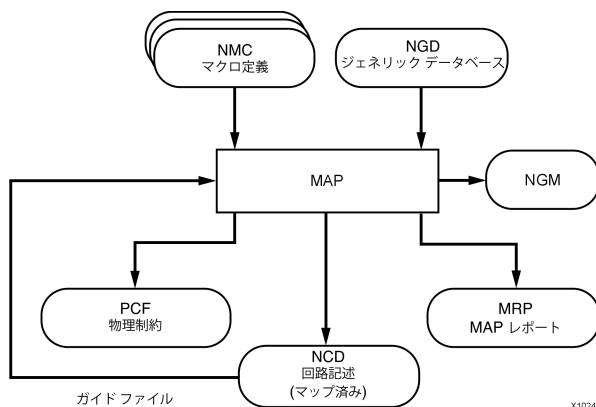 NMC
マクロ定義
NGD
ジェネリック データベース
MAP
NGM
PCF
物理制約
MRP
MAP レポート
NCD
回路記述
(マップ済み)
ガイド ファイル
X1024